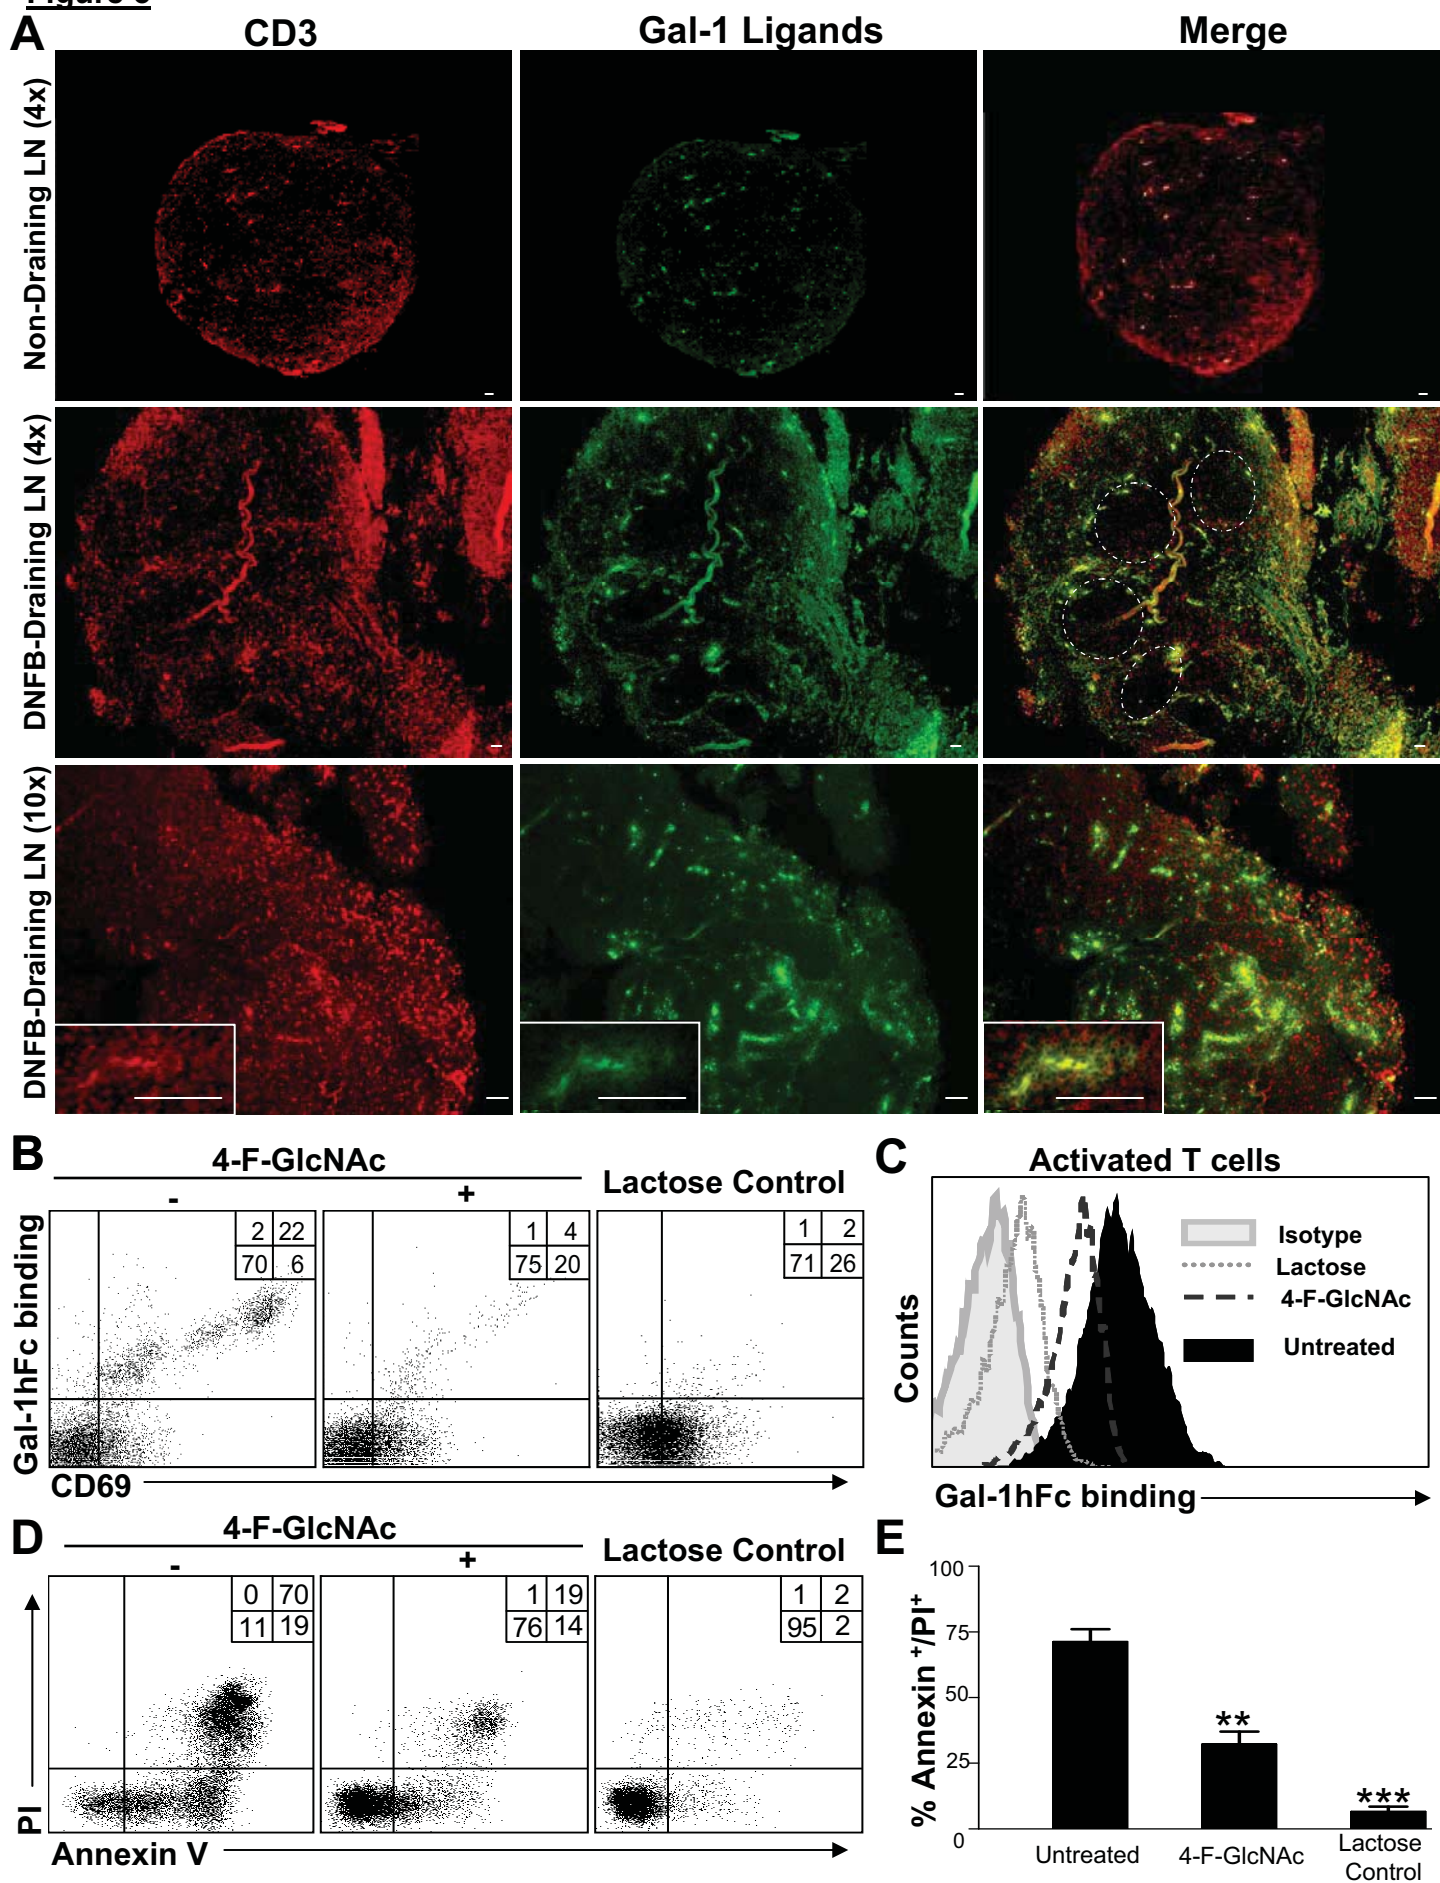 A
CD3
Gal-1 Ligands
Merge
Non-Draining LN (4x)
DNFB-Draining LN (4x)
DNFB-Draining LN (10x)
B
4-F-GlcNAc
- +
Lactose Control
Gal-1hFc binding
2 22
70 6
1 4
75 20
1 2
71 26
CD69
C
Activated T cells
Counts
Isotype
Lactose
4-F-GlcNAc
Untreated
Gal-1hFc binding
D
4-F-GlcNAc
- +
Lactose Control
PI
0 70
11 19
1 19
76 14
1 2
95 2
Annexin V
E
% Annexin +/PI+
100
75
50
25
0
**
***
Untreated
4-F-GlcNAc
Lactose
Control